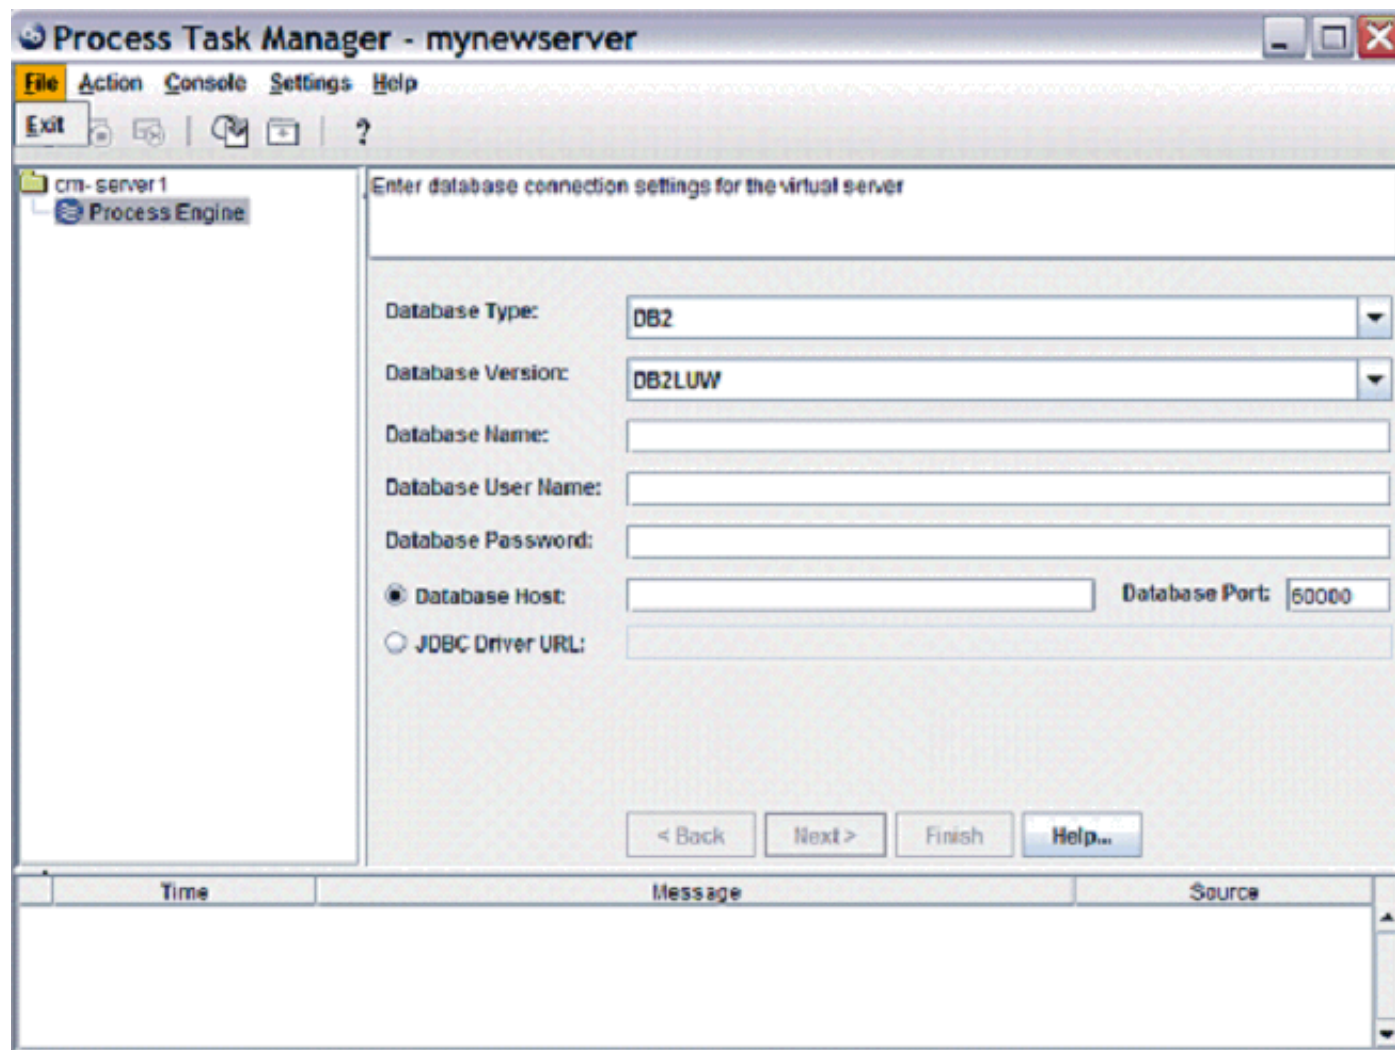 Process Task Manager - mynewserver
File Action Console Settings Help
Exit
?
crn-server1
Process Engine
Enter database connection settings for the virtual server
Database Type:
DB2
Database Version:
DB2LUW
Database Name:
Database User Name:
Database Password:
Database Host:
Database Port: 60000
JDBC Driver URL:
< Back Next > Finish Help...
Time Message Source